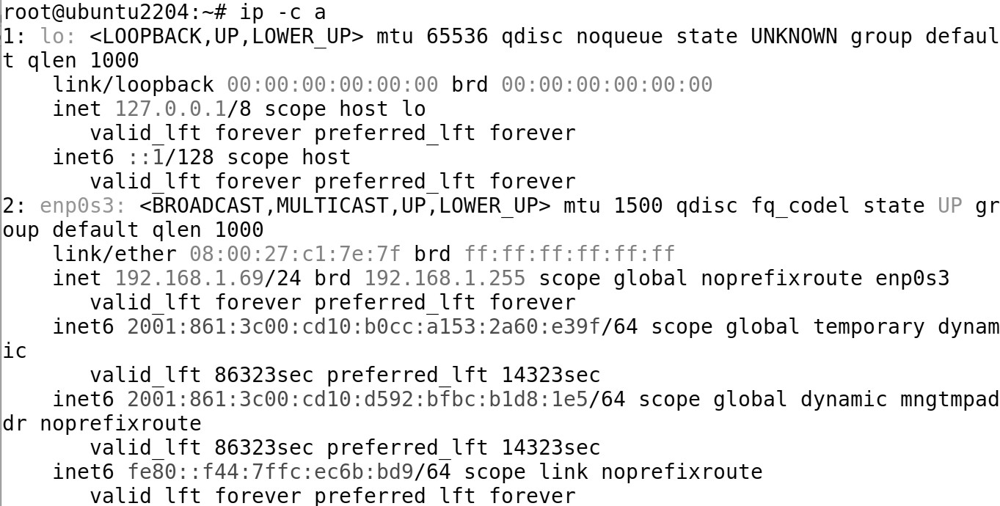 root@ubuntu2204:~# ip -c a
1: lo: <LOOPBACK,UP,LOWER_UP> mtu 65536 qdisc noqueue state UNKNOWN group defaul
t qlen 1000
    link/loopback 00:00:00:00:00:00 brd 00:00:00:00:00:00
    inet 127.0.0.1/8 scope host lo
       valid_lft forever preferred_lft forever
    inet6 ::1/128 scope host
       valid_lft forever preferred_lft forever
2: enp0s3: <BROADCAST,MULTICAST,UP,LOWER_UP> mtu 1500 qdisc fq_codel state UP gr
oup default qlen 1000
    link/ether 08:00:27:c1:7e:7f brd ff:ff:ff:ff:ff:ff
    inet 192.168.1.69/24 brd 192.168.1.255 scope global noprefixroute enp0s3
       valid_lft forever preferred_lft forever
    inet6 2001:861:3c00:cd10:b0cc:a153:2a60:e39f/64 scope global temporary dynam
ic
       valid_lft 86323sec preferred_lft 14323sec
    inet6 2001:861:3c00:cd10:d592:bfbc:b1d8:1e5/64 scope global dynamic mngtmpad
dr noprefixroute
       valid_lft 86323sec preferred_lft 14323sec
    inet6 fe80::f44:7ffc:ec6b:bd9/64 scope link noprefixroute
       valid_lft forever preferred_lft forever